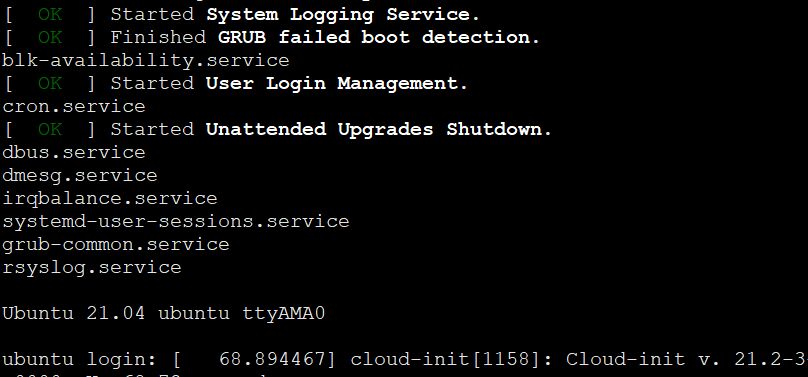 [  OK  ] Started System Logging Service.
[  OK  ] Finished GRUB failed boot detection.
blk-availability.service
[  OK  ] Started User Login Management.
cron.service
[  OK  ] Started Unattended Upgrades Shutdown.
dbus.service
dmesg.service
irqbalance.service
systemd-user-sessions.service
grub-common.service
rsyslog.service
Ubuntu 21.04 ubuntu ttyAMA0
ubuntu login: [   68.894467] cloud-init[1158]: Cloud-init v. 21.2-3-